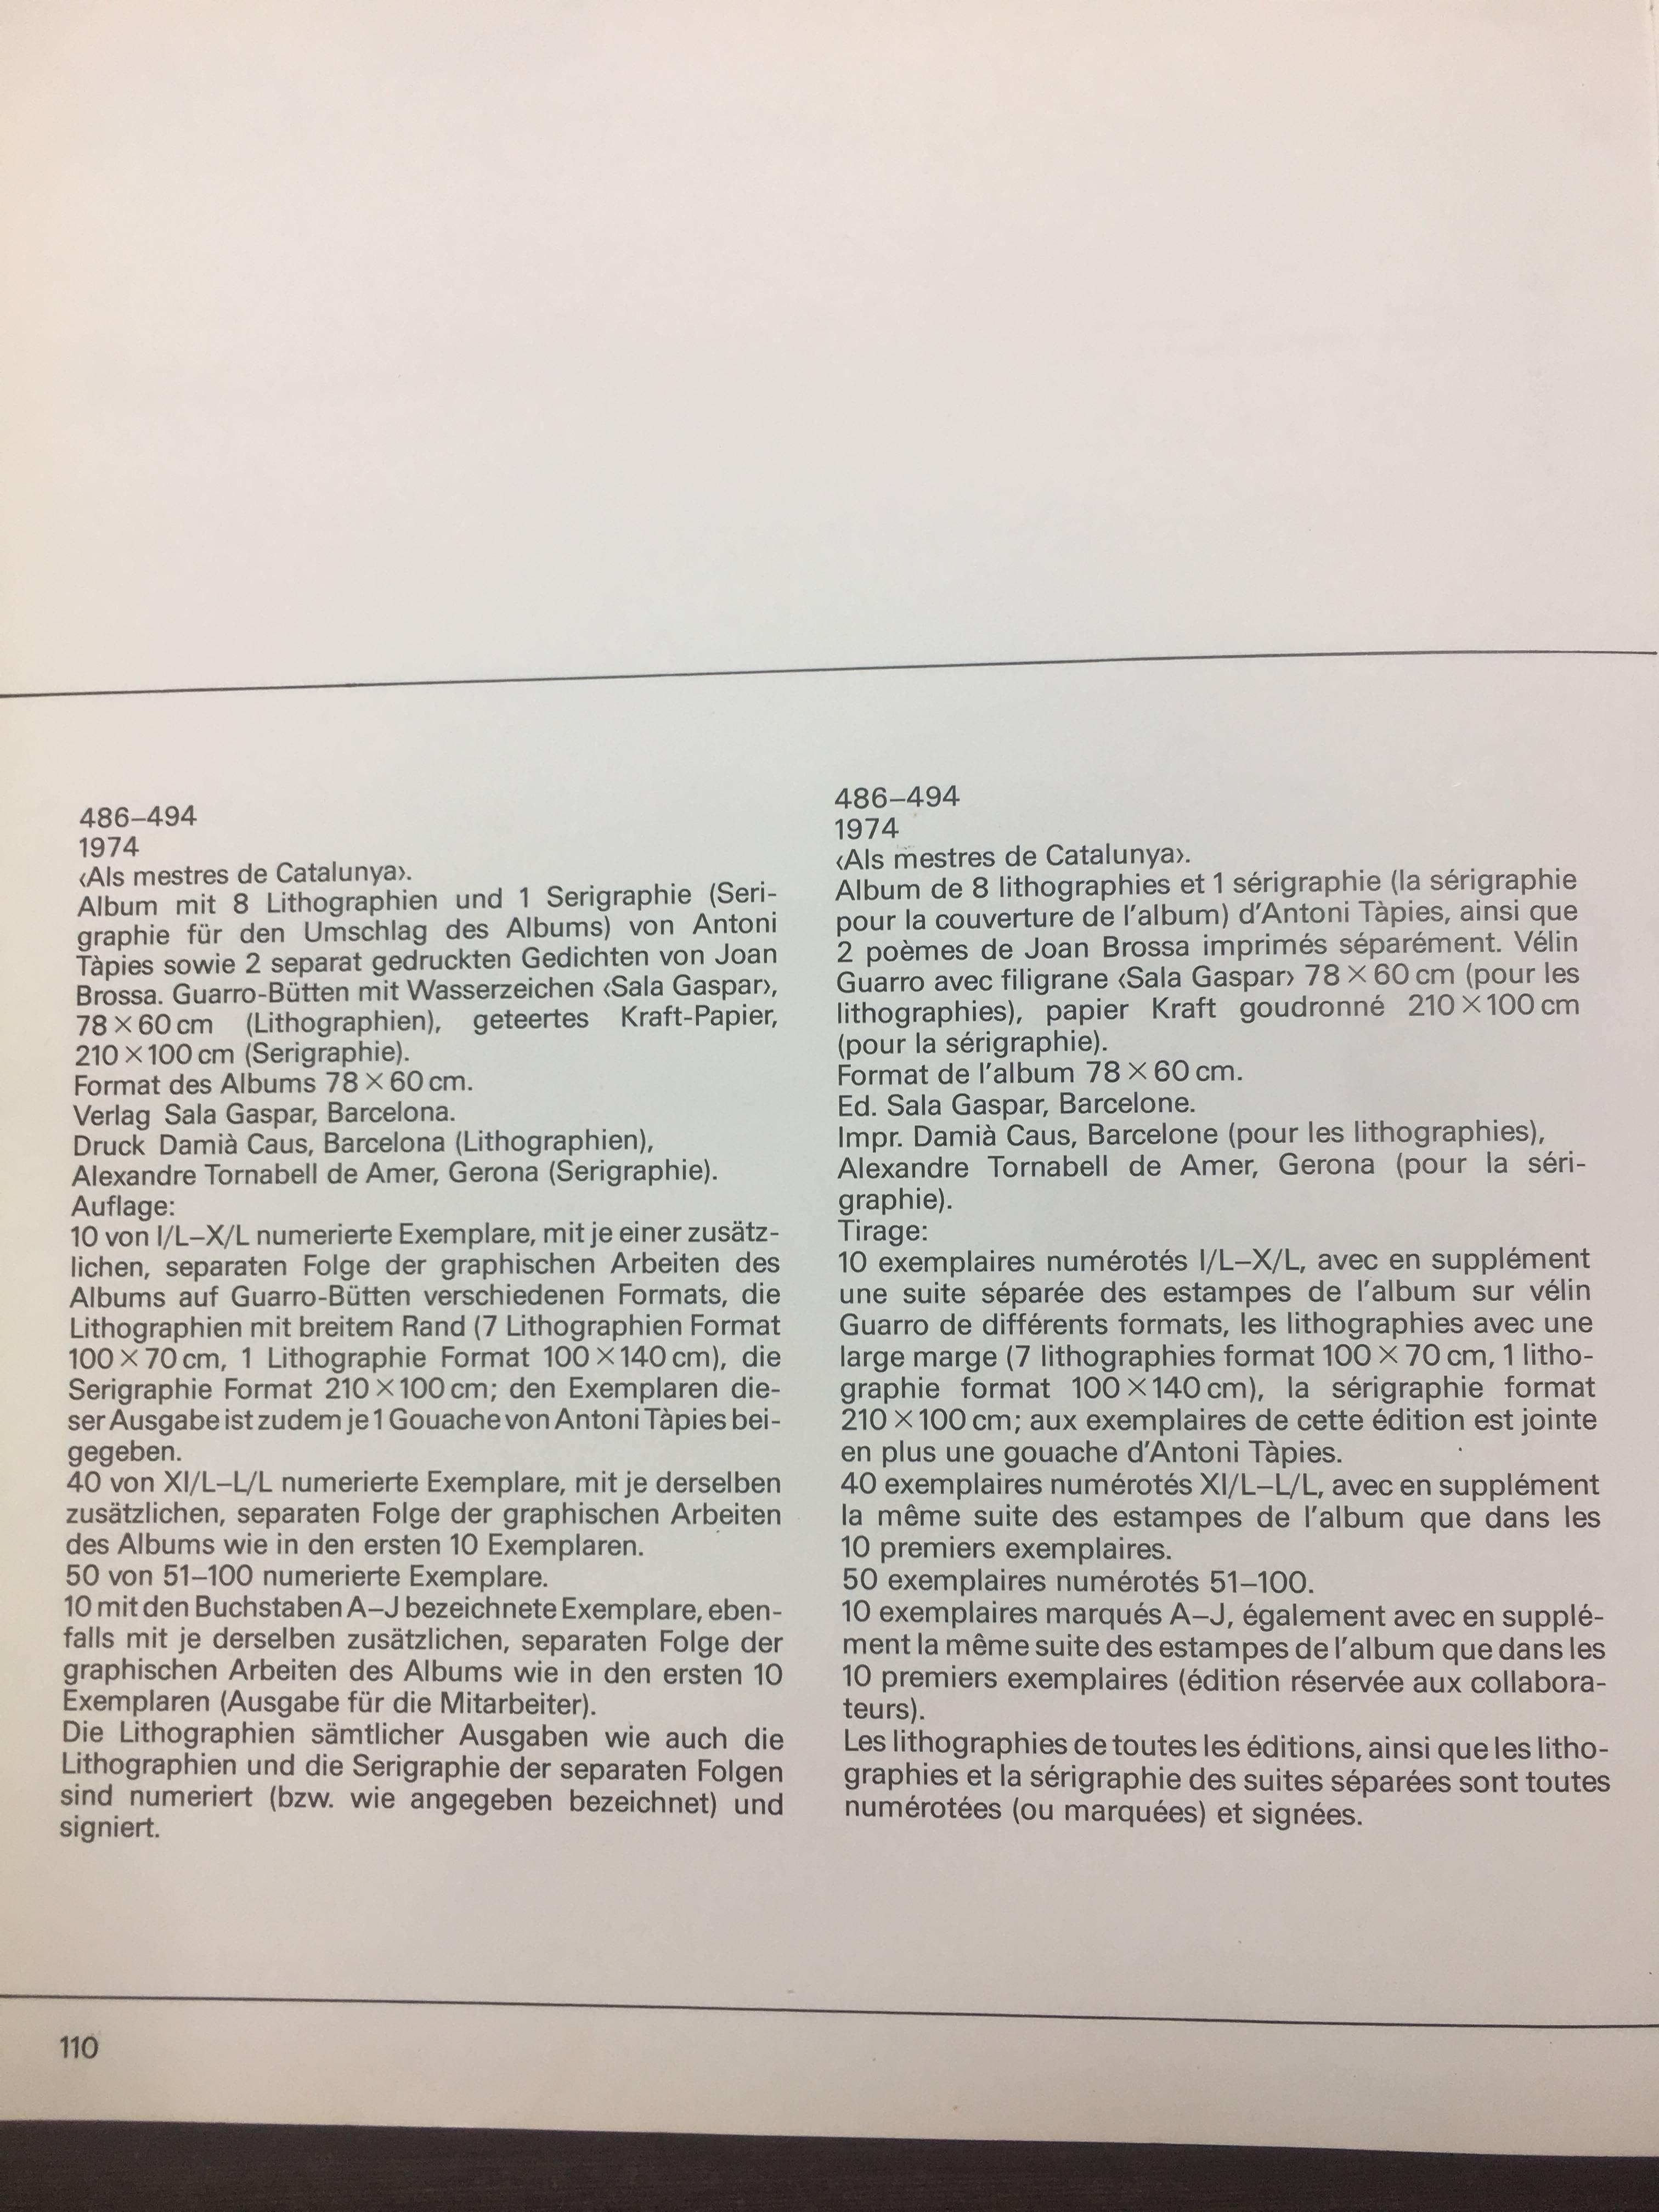 486–494
1974
‹Als mestres de Catalunya›.
Album mit 8 Lithographien und 1 Serigraphie (Seri-
graphie für den Umschlag des Albums) von Antoni
Tàpies sowie 2 separat gedruckten Gedichten von Joan
Brossa. Guarro-Bütten mit Wasserzeichen ‹Sala Gaspar›,
78 × 60 cm (Lithographien), geteertes Kraft-Papier,
210 × 100 cm (Serigraphie).
Format des Albums 78 × 60 cm.
Verlag Sala Gaspar, Barcelona.
Druck Damià Caus, Barcelona (Lithographien),
Alexandre Tornabell de Amer, Gerona (Serigraphie).
Auflage:
10 von I/L–X/L numerierte Exemplare, mit je einer zusätz-
lichen, separaten Folge der graphischen Arbeiten des
Albums auf Guarro-Bütten verschiedenen Formats, die
Lithographien mit breitem Rand (7 Lithographien Format
100 × 70 cm, 1 Lithographie Format 100 × 140 cm), die
Serigraphie Format 210 × 100 cm; den Exemplaren die-
ser Ausgabe ist zudem je 1 Gouache von Antoni Tàpies bei-
gegeben.
40 von XI/L–L/L numerierte Exemplare, mit je derselben
zusätzlichen, separaten Folge der graphischen Arbeiten
des Albums wie in den ersten 10 Exemplaren.
50 von 51–100 numerierte Exemplare.
10 mit den Buchstaben A–J bezeichnete Exemplare, eben-
falls mit je derselben zusätzlichen, separaten Folge der
graphischen Arbeiten des Albums wie in den ersten 10
Exemplaren (Ausgabe für die Mitarbeiter).
Die Lithographien sämtlicher Ausgaben wie auch die
Lithographien und die Serigraphie der separaten Folgen
sind numeriert (bzw. wie angegeben bezeichnet) und
signiert.
486–494
1974
‹Als mestres de Catalunya›.
Album de 8 lithographies et 1 sérigraphie (la sérigraphie
pour la couverture de l'album) d'Antoni Tàpies, ainsi que
2 poèmes de Joan Brossa imprimés séparément. Vélin
Guarro avec filigrane ‹Sala Gaspar› 78 × 60 cm (pour les
lithographies), papier Kraft goudronné 210 × 100 cm
(pour la sérigraphie).
Format de l'album 78 × 60 cm.
Ed. Sala Gaspar, Barcelone.
Impr. Damià Caus, Barcelone (pour les lithographies),
Alexandre Tornabell de Amer, Gerona (pour la séri-
graphie).
Tirage:
10 exemplaires numérotés I/L–X/L, avec en supplément
une suite séparée des estampes de l'album sur vélin
Guarro de différents formats, les lithographies avec une
large marge (7 lithographies format 100 × 70 cm, 1 litho-
graphie format 100 × 140 cm), la sérigraphie format
210 × 100 cm; aux exemplaires de cette édition est jointe
en plus une gouache d'Antoni Tàpies.
40 exemplaires numérotés XI/L–L/L, avec en supplément
la même suite des estampes de l'album que dans les
10 premiers exemplaires.
50 exemplaires numérotés 51–100.
10 exemplaires marqués A–J, également avec en supplé-
ment la même suite des estampes de l'album que dans les
10 premiers exemplaires (édition réservée aux collabora-
teurs).
Les lithographies de toutes les éditions, ainsi que les litho-
graphies et la sérigraphie des suites séparées sont toutes
numérotées (ou marquées) et signées.
110